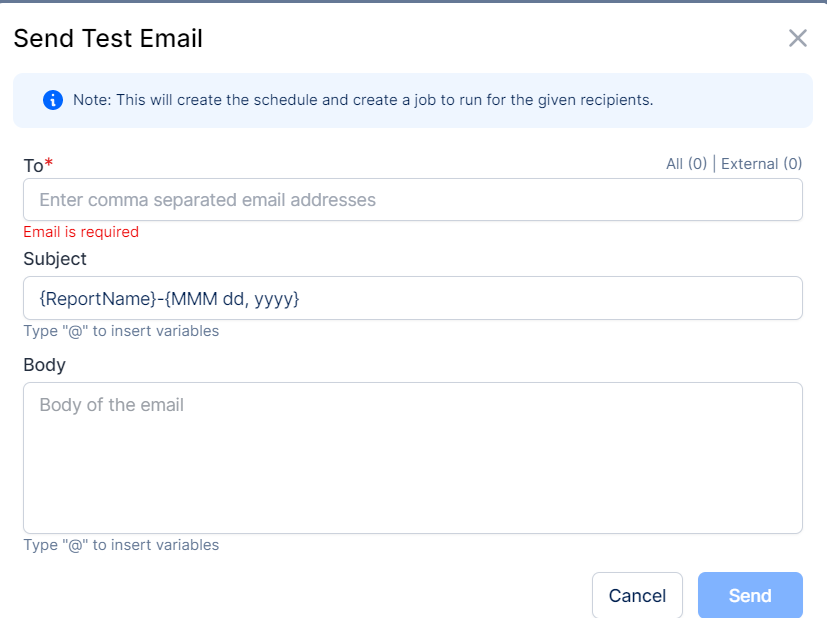 Send Test Email
Note: This will create the schedule and create a job to run for the given recipients.
To*
All (0) | External (0)
Enter comma separated email addresses
Email is required
Subject
{ReportName}-{MMM dd, yyyy}
Type "@" to insert variables
Body
Body of the email
Type "@" to insert variables
Cancel
Send